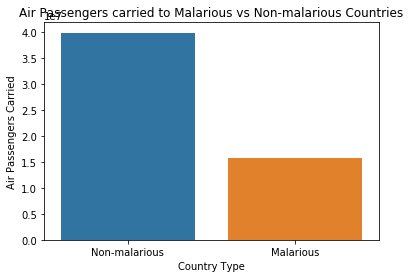 Air Passengers carried to Malarious vs Non-malarious Countries
1e7
4.0
3.5
3.0
2.5
2.0
1.5
1.0
0.5
0.0
Air Passengers Carried
Non-malarious
Malarious
Country Type